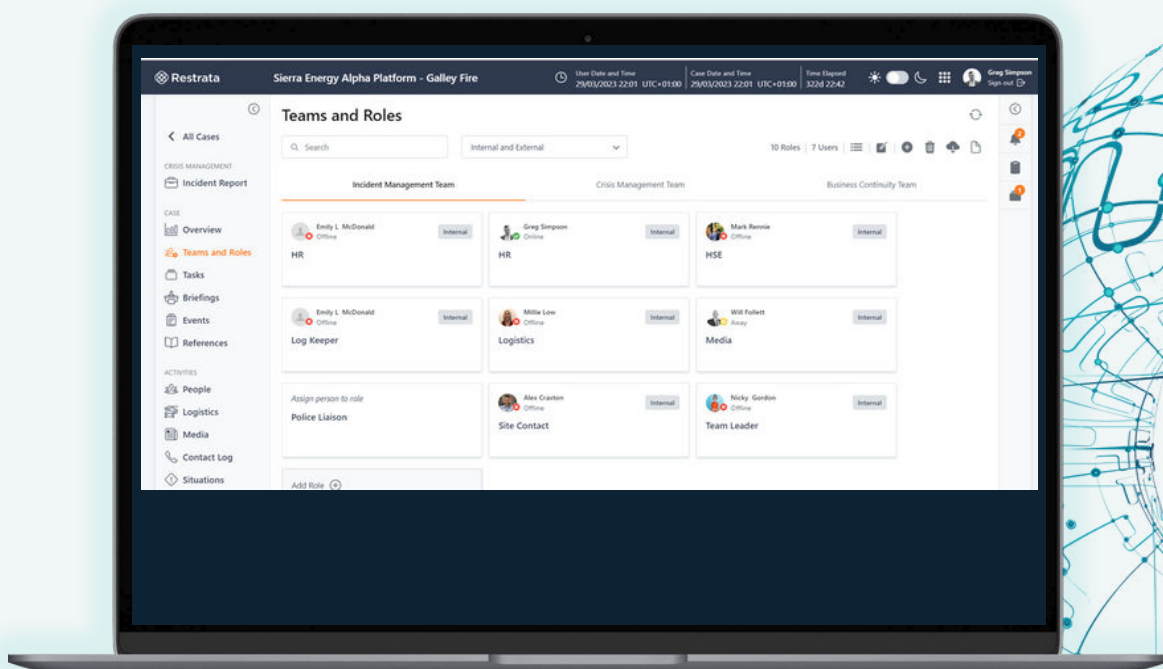 Restrata
Sierra Energy Alpha Platform - Galley Fire
User Date and Time
29/03/2023 22:01 UTC+01:00
Case Date and Time
29/03/2023 22:01 UTC+01:00
Time Elapsed
322d 22:42
Greg Simpson
Sign out
All Cases
CRISIS MANAGEMENT
Incident Report
CASE
Overview
Teams and Roles
Tasks
Briefings
Events
References
ACTIVITIES
People
Logistics
Media
Contact Log
Situations
Teams and Roles
Search
Internal and External
10 Roles
7 Users
Incident Management Team
Crisis Management Team
Business Continuity Team
Emily L McDonald
Offline
Internal
HR
Greg Simpson
Online
Internal
HR
Mark Rennie
Offline
Internal
HSE
Emily L McDonald
Offline
Internal
Log Keeper
Millie Low
Offline
Internal
Logistics
Will Follett
Away
Internal
Media
Assign person to role
Police Liaison
Alex Craxton
Offline
Internal
Site Contact
Nicky Gordon
Offline
Internal
Team Leader
Add Role
2
1